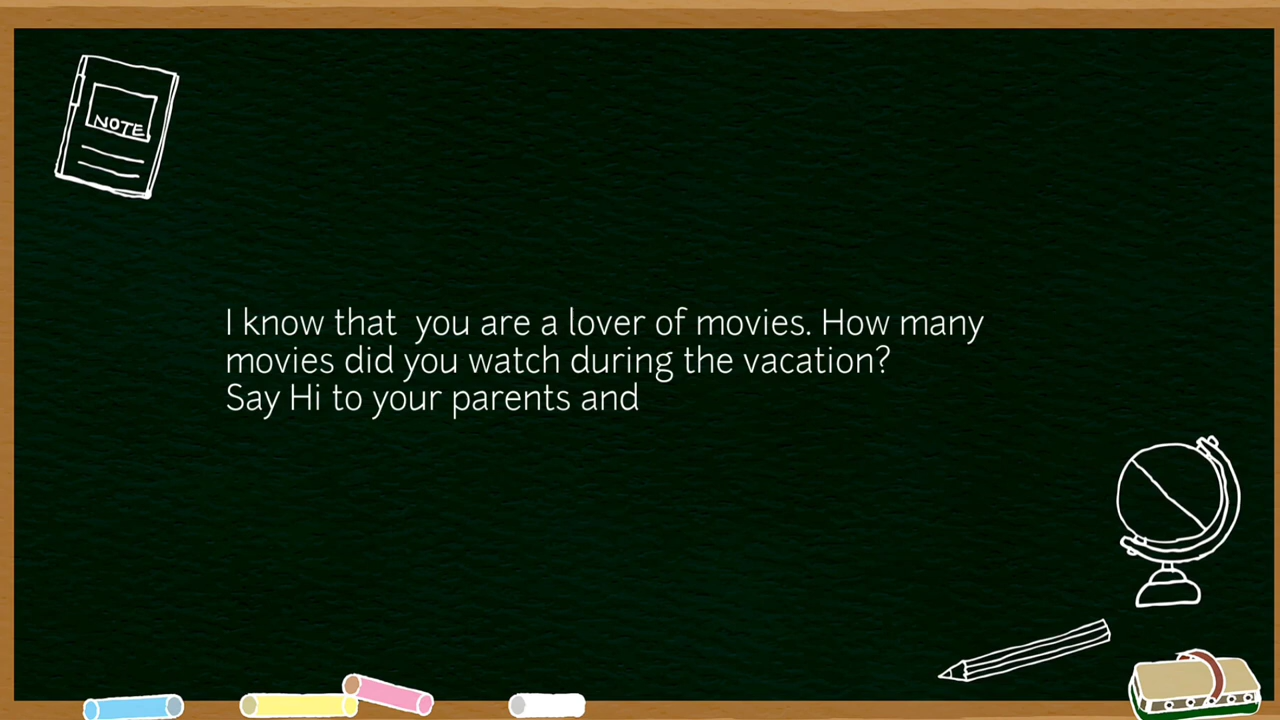 NOTE
I know that  you are a lover of movies. How many
movies did you watch during the vacation?
Say Hi to your parents and